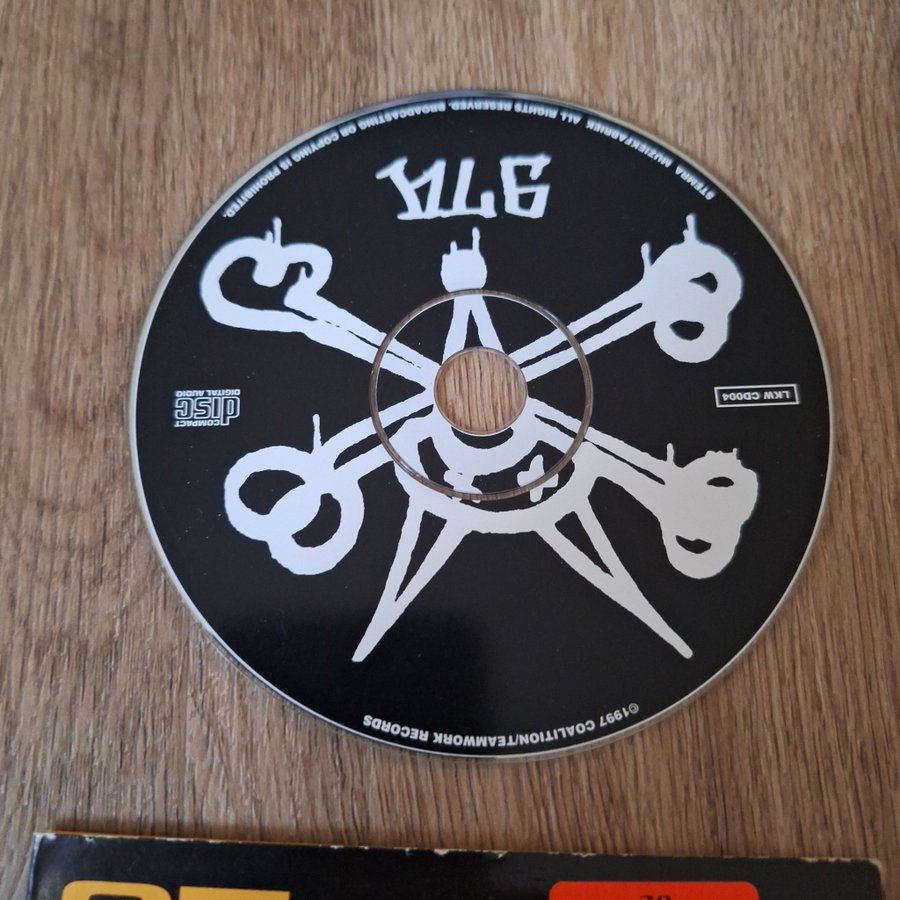 ©1997 COALITION/TEAMWORK RECORDS
LKW CD004
COMPACT
disc
DIGITAL AUDIO
STEMRA MUZIEKFABRIEK ALL RIGHTS RESERVED. BROADCASTING OR COPYING IS PROHIBITED.